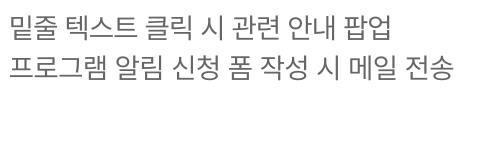 밑줄 텍스트 클릭 시 관련 안내 팝업
프로그램 알림 신청 폼 작성 시 메일 전송